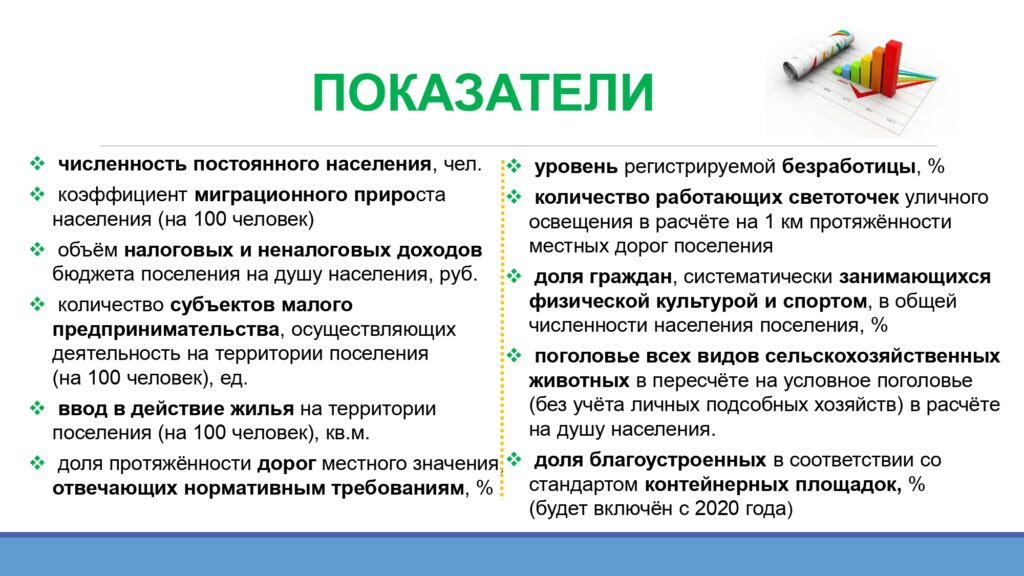 ПОКАЗАТЕЛИ
❖ численность постоянного населения, чел.
❖ коэффициент миграционного прироста
населения (на 100 человек)
❖ объём налоговых и неналоговых доходов
бюджета поселения на душу населения, руб.
❖ количество субъектов малого
предпринимательства, осуществляющих
деятельность на территории поселения
(на 100 человек), ед.
❖ ввод в действие жилья на территории
поселения (на 100 человек), кв.м.
❖ доля протяжённости дорог местного значения,
отвечающих нормативным требованиям, %
❖ уровень регистрируемой безработицы, %
❖ количество работающих светоточек уличного
освещения в расчёте на 1 км протяжённости
местных дорог поселения
❖ доля граждан, систематически занимающихся
физической культурой и спортом, в общей
численности населения поселения, %
❖ поголовье всех видов сельскохозяйственных
животных в пересчёте на условное поголовье
(без учёта личных подсобных хозяйств) в расчёте
на душу населения.
❖ доля благоустроенных в соответствии со
стандартом контейнерных площадок, %
(будет включён с 2020 года)